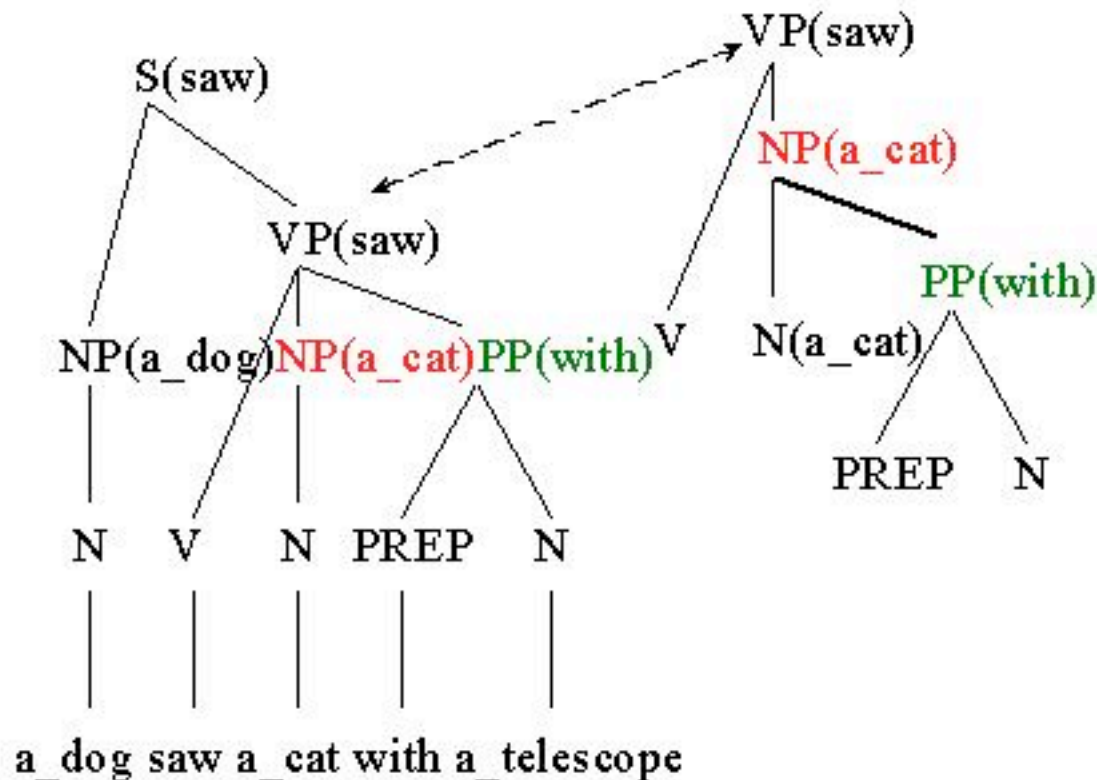 VP(saw)
S(saw)
NP(a_cat)
VP(saw)
PP(with)
NP(a_dog) NP(a_cat) PP(with) V N(a_cat)
PREP N
N V N PREP N
a_dog saw a_cat with a_telescope